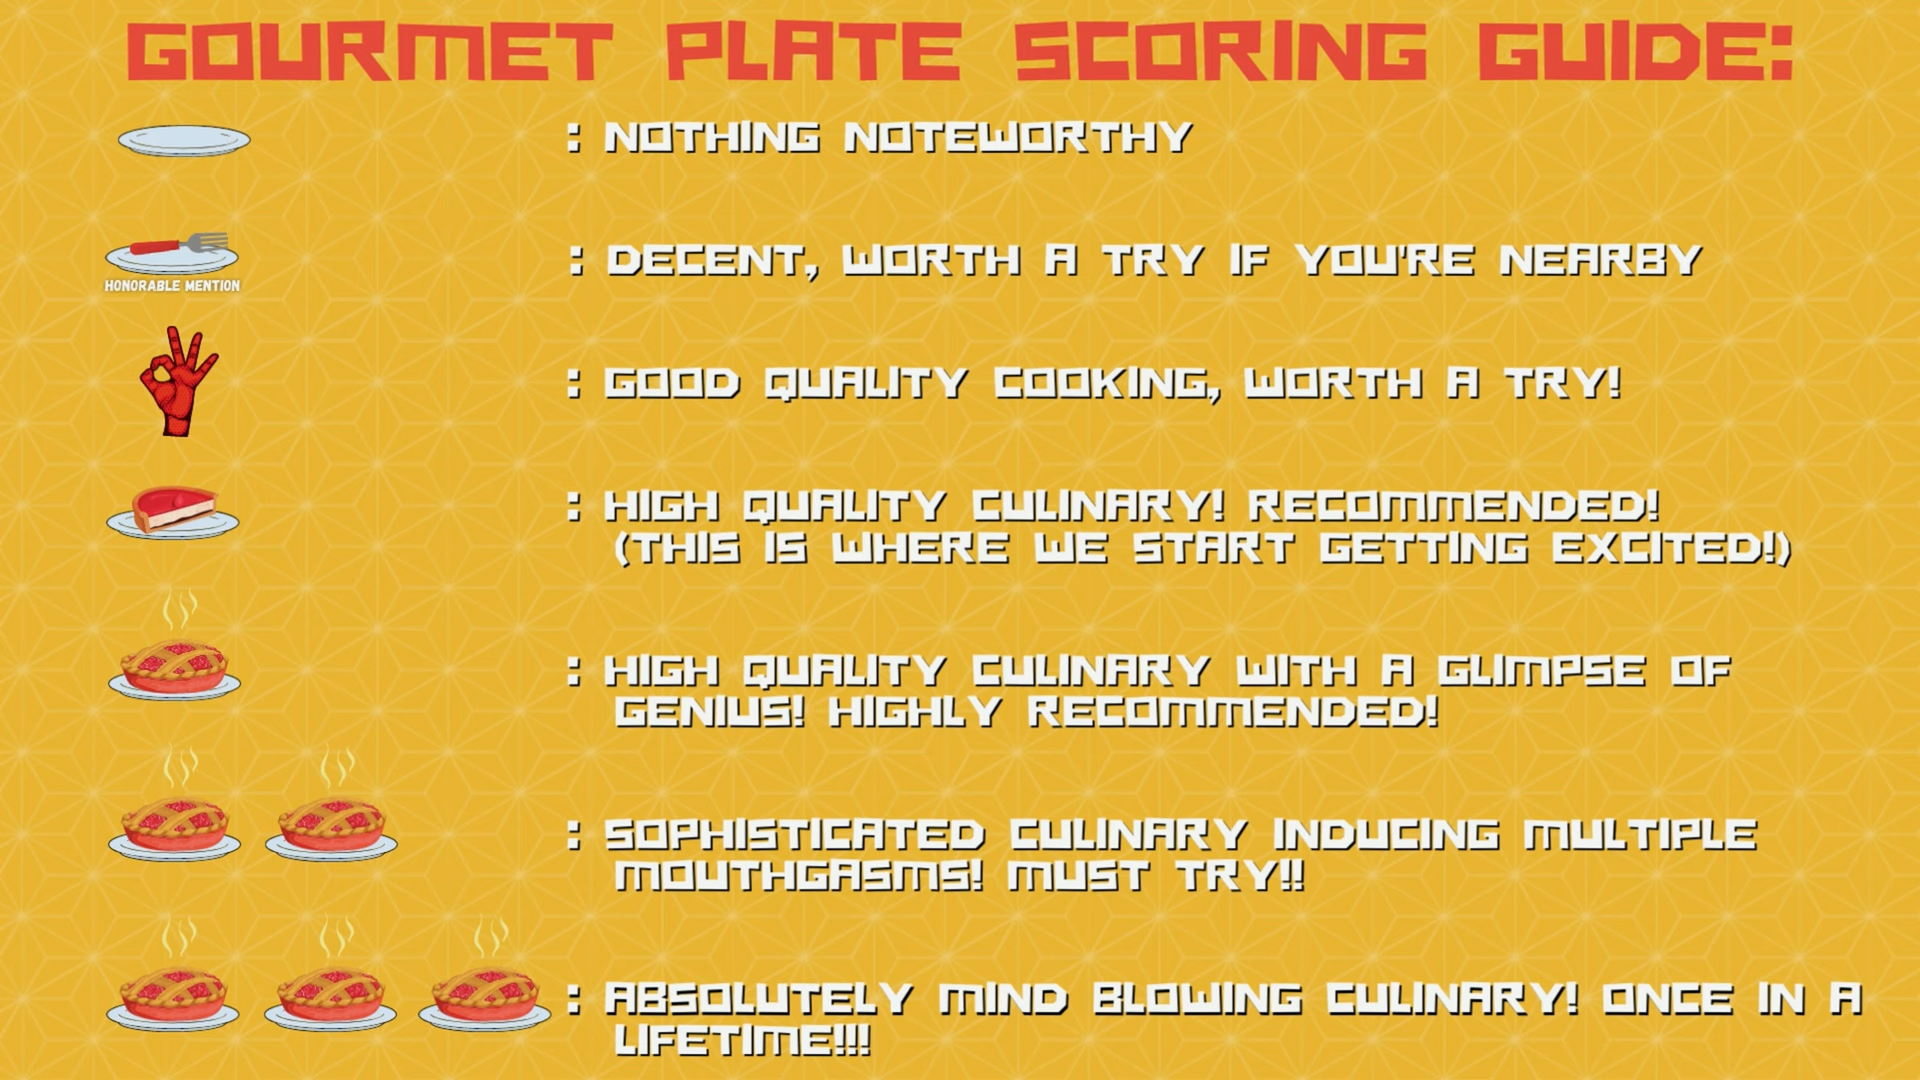 GOURMET PLATE SCORING GUIDE:
: NOTHING NOTEWORTHY
HONORABLE MENTION
: DECENT, WORTH A TRY IF YOU'RE NEARBY
: GOOD QUALITY COOKING, WORTH A TRY!
: HIGH QUALITY CULINARY! RECOMMENDED!
(THIS IS WHERE WE START GETTING EXCITED!)
: HIGH QUALITY CULINARY WITH A GLIMPSE OF
GENIUS! HIGHLY RECOMMENDED!
: SOPHISTICATED CULINARY INDUCING MULTIPLE
MOUTHGASMS! MUST TRY!!
: ABSOLUTELY MIND BLOWING CULINARY! ONCE IN A
LIFETIME!!!